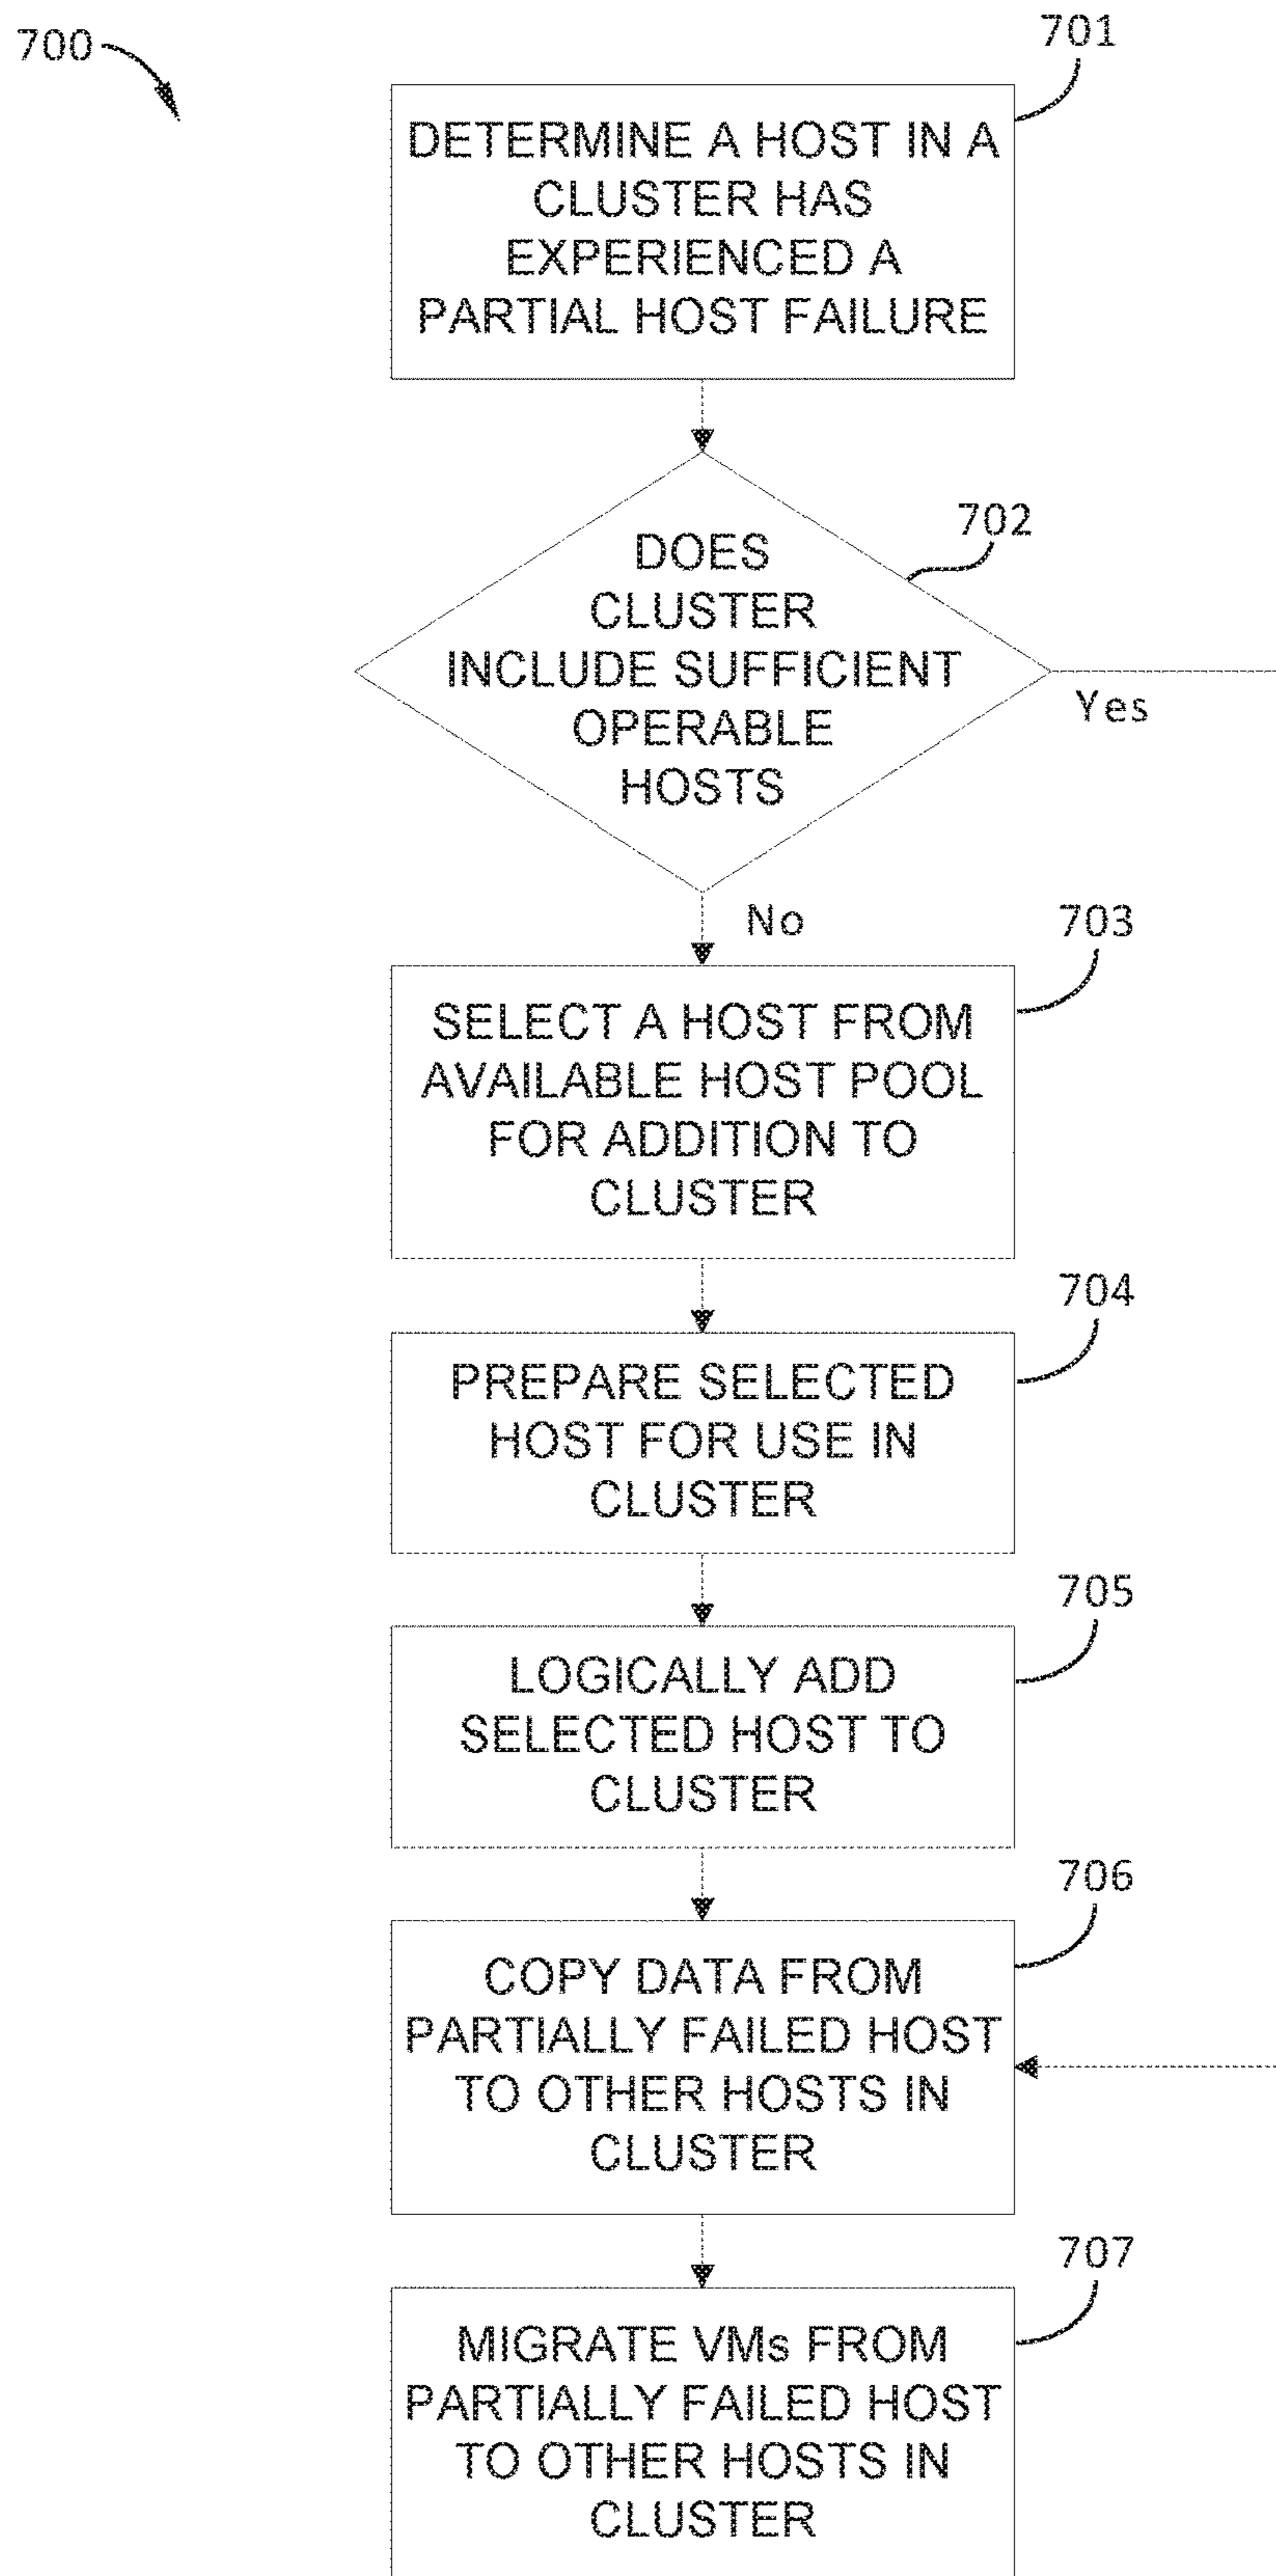 700
701
DETERMINE A HOST IN A
CLUSTER HAS
EXPERIENCED A
PARTIAL HOST FAILURE
702
DOES
CLUSTER
INCLUDE SUFFICIENT
OPERABLE
HOSTS
Yes
No
703
SELECT A HOST FROM
AVAILABLE HOST POOL
FOR ADDITION TO
CLUSTER
704
PREPARE SELECTED
HOST FOR USE IN
CLUSTER
705
LOGICALLY ADD
SELECTED HOST TO
CLUSTER
706
COPY DATA FROM
PARTIALLY FAILED HOST
TO OTHER HOSTS IN
CLUSTER
707
MIGRATE VMs FROM
PARTIALLY FAILED HOST
TO OTHER HOSTS IN
CLUSTER